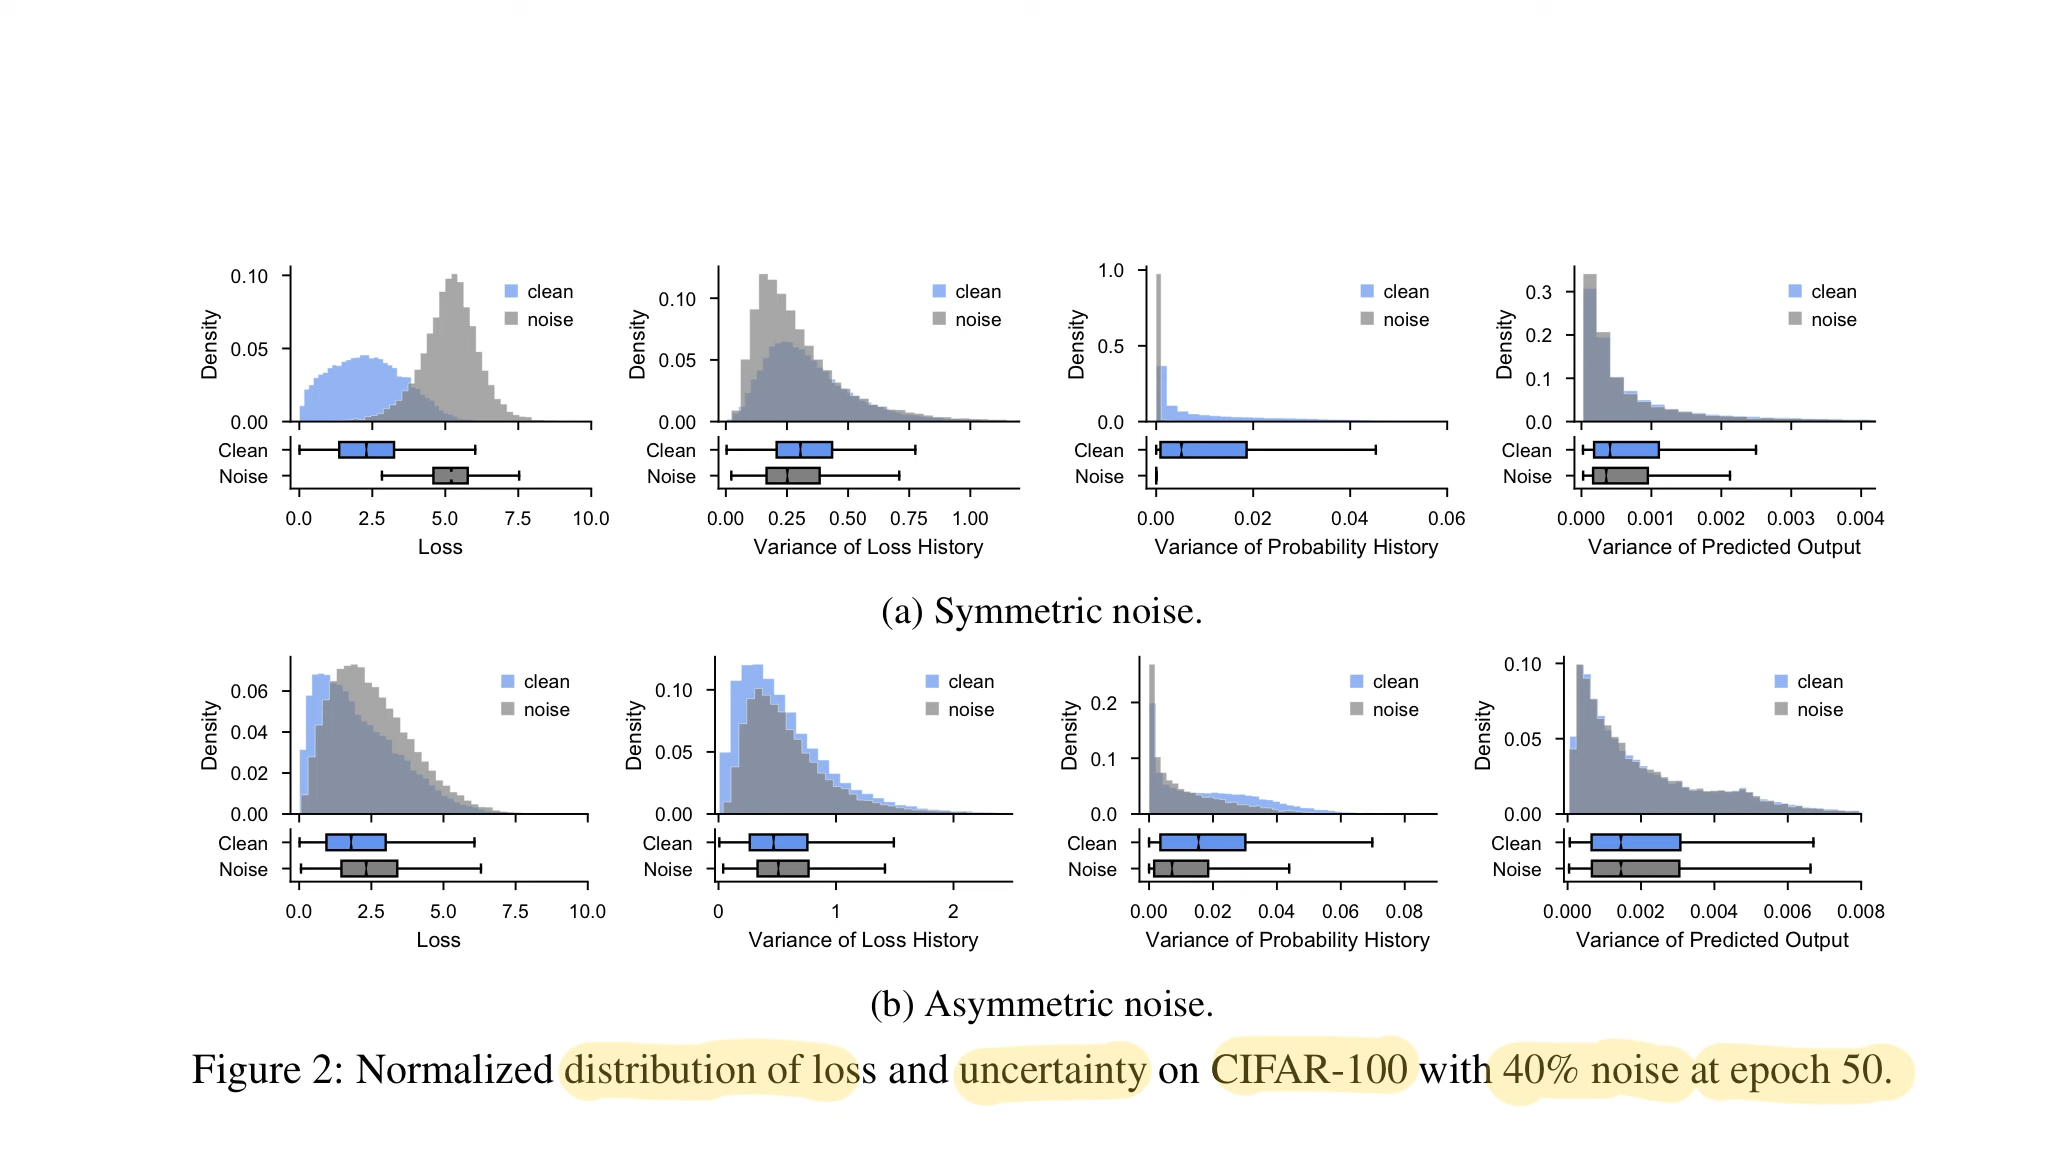 0.10
0.05
0.00
Density
clean
noise
Clean
Noise
0.0 2.5 5.0 7.5 10.0
Loss
0.10
0.05
0.00
Density
clean
noise
Clean
Noise
0.00 0.25 0.50 0.75 1.00
Variance of Loss History
1.0
0.5
0.0
Density
clean
noise
Clean
Noise
0.00 0.02 0.04 0.06
Variance of Probability History
0.3
0.2
0.1
0.0
Density
clean
noise
Clean
Noise
0.000 0.001 0.002 0.003 0.004
Variance of Predicted Output
(a) Symmetric noise.
0.06
0.04
0.02
0.00
Density
clean
noise
Clean
Noise
0.0 2.5 5.0 7.5 10.0
Loss
0.10
0.05
0.00
Density
clean
noise
Clean
Noise
0 1 2
Variance of Loss History
0.2
0.1
0.0
Density
clean
noise
Clean
Noise
0.00 0.02 0.04 0.06 0.08
Variance of Probability History
0.10
0.05
0.00
Density
clean
noise
Clean
Noise
0.000 0.002 0.004 0.006 0.008
Variance of Predicted Output
(b) Asymmetric noise.
Figure 2: Normalized distribution of loss and uncertainty on CIFAR-100 with 40% noise at epoch 50.